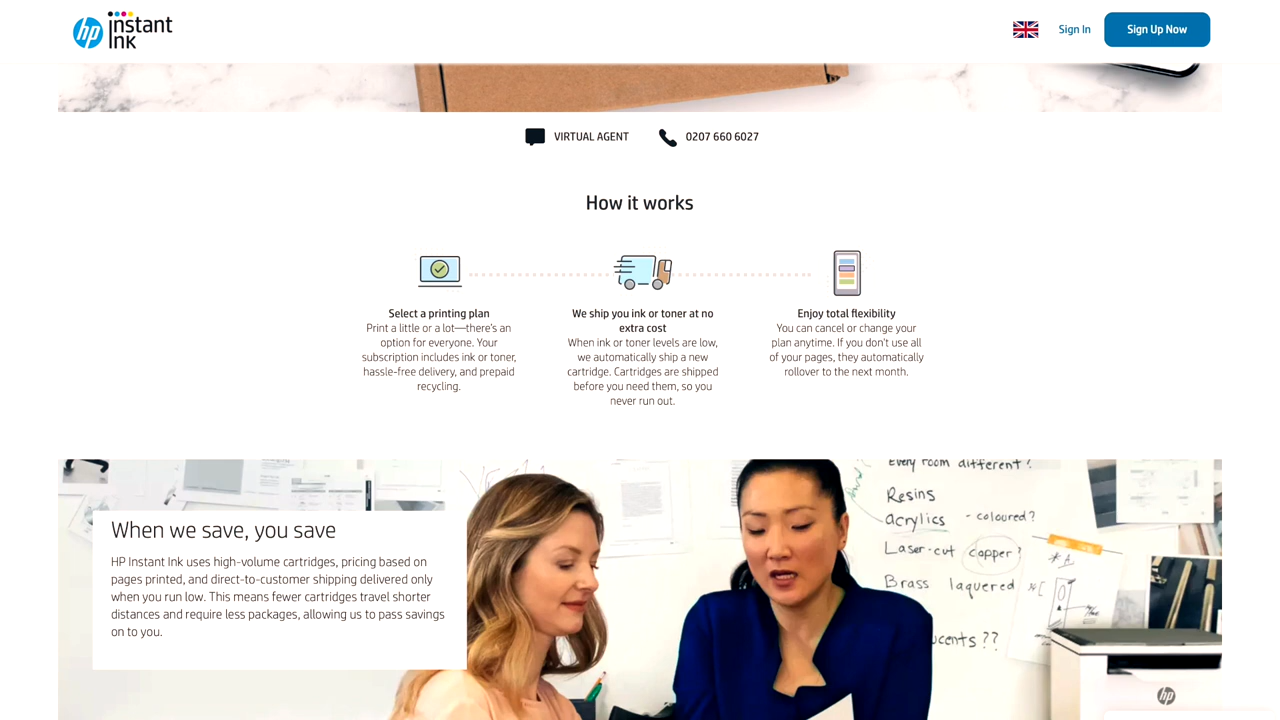 hp instant ink
Sign In
Sign Up Now
VIRTUAL AGENT
0207 660 6027
How it works
Select a printing plan
Print a little or a lot—there's an
option for everyone. Your
subscription includes ink or toner,
hassle-free delivery, and prepaid
recycling.
We ship you ink or toner at no
extra cost
When ink or toner levels are low,
we automatically ship a new
cartridge. Cartridges are shipped
before you need them, so you
never run out.
Enjoy total flexibility
You can cancel or change your
plan anytime. If you don't use all
of your pages, they automatically
rollover to the next month.
When we save, you save
HP Instant Ink uses high-volume cartridges, pricing based on
pages printed, and direct-to-customer shipping delivered only
when you run low. This means fewer cartridges travel shorter
distances and require less packages, allowing us to pass savings
on to you.
Every room different?
Resins
acrylics - coloured?
Laser-cut copper?
Brass laquered
ucents??
hp